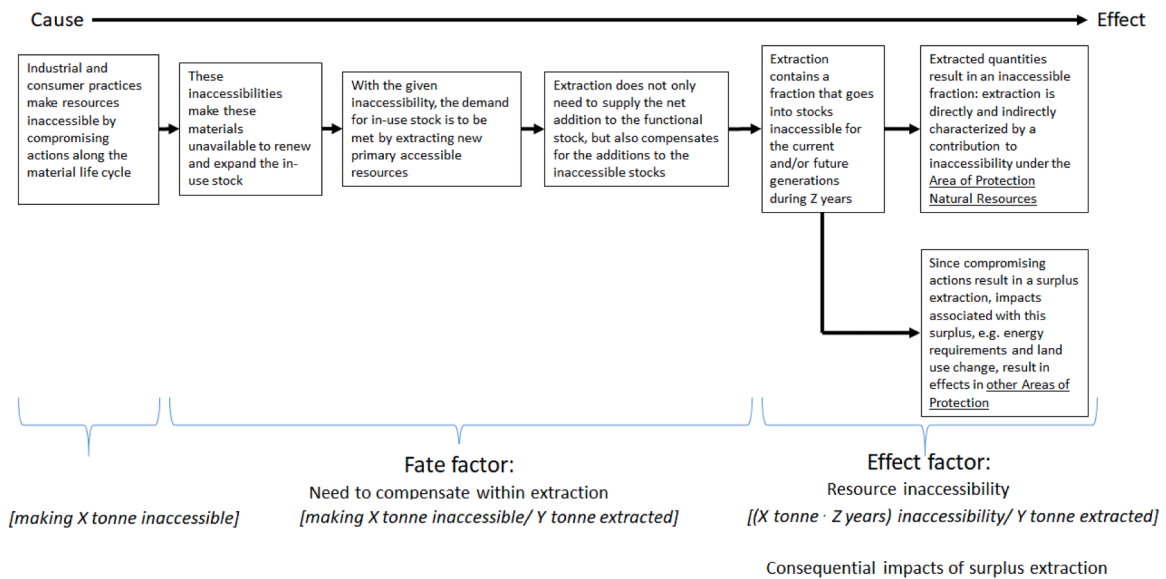 Cause
Effect
Industrial and
consumer practices
make resources
inaccessible by
compromising
actions along the
material life cycle
These
inaccessibilities
make these
materials
unavailable to renew
and expand the in-
use stock
With the given
inaccessibility, the demand
for in-use stock is to be
met by extracting new
primary accessible
resources
Extraction does not only
need to supply the net
addition to the functional
stock, but also compensates
for the additions to the
inaccessible stocks
Extraction
contains a
fraction that goes
into stocks
inaccessible for
the current
and/or future
generations
during Z years
Extracted quantities
result in an inaccessible
fraction: extraction is
directly and indirectly
characterized by a
contribution to
inaccessibility under the
Area of Protection
Natural Resources
Since compromising
actions result in a surplus
extraction, impacts
associated with this
surplus, e.g. energy
requirements and land
use change, result in
effects in other Areas of
Protection
[making X tonne inaccessible]
Fate factor:
Need to compensate within extraction
[making X tonne inaccessible/ Y tonne extracted]
Effect factor:
Resource inaccessibility
[(X tonne · Z years) inaccessibility/ Y tonne extracted]
Consequential impacts of surplus extraction